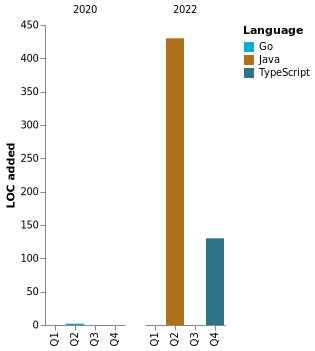 2020
2022
Language
Go
Java
TypeScript
LOC added
450
400
350
300
250
200
150
100
50
0
Q1
Q2
Q3
Q4
Q1
Q2
Q3
Q4